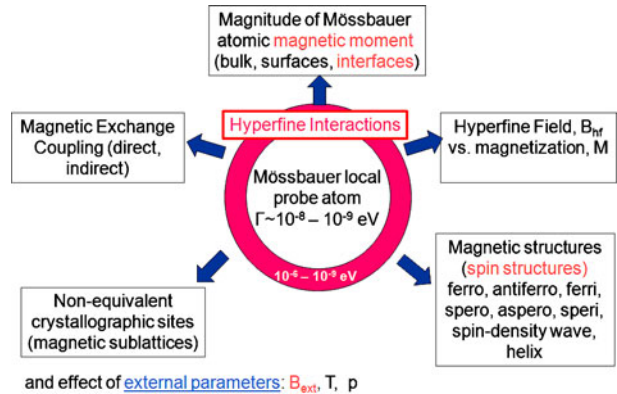 Magnitude of Mössbauer
atomic magnetic moment
(bulk, surfaces, interfaces)
Hyperfine Interactions
Magnetic Exchange
Coupling (direct,
indirect)
Hyperfine Field, B_hf
vs. magnetization, M
Mössbauer local
probe atom
Γ~10⁻⁸ – 10⁻⁹ eV
10⁻⁶ – 10⁻⁹ eV
Non-equivalent
crystallographic sites
(magnetic sublattices)
Magnetic structures
(spin structures)
ferro, antiferro, ferri,
spero, aspero, speri,
spin-density wave,
helix
and effect of external parameters: B_ext, T, p